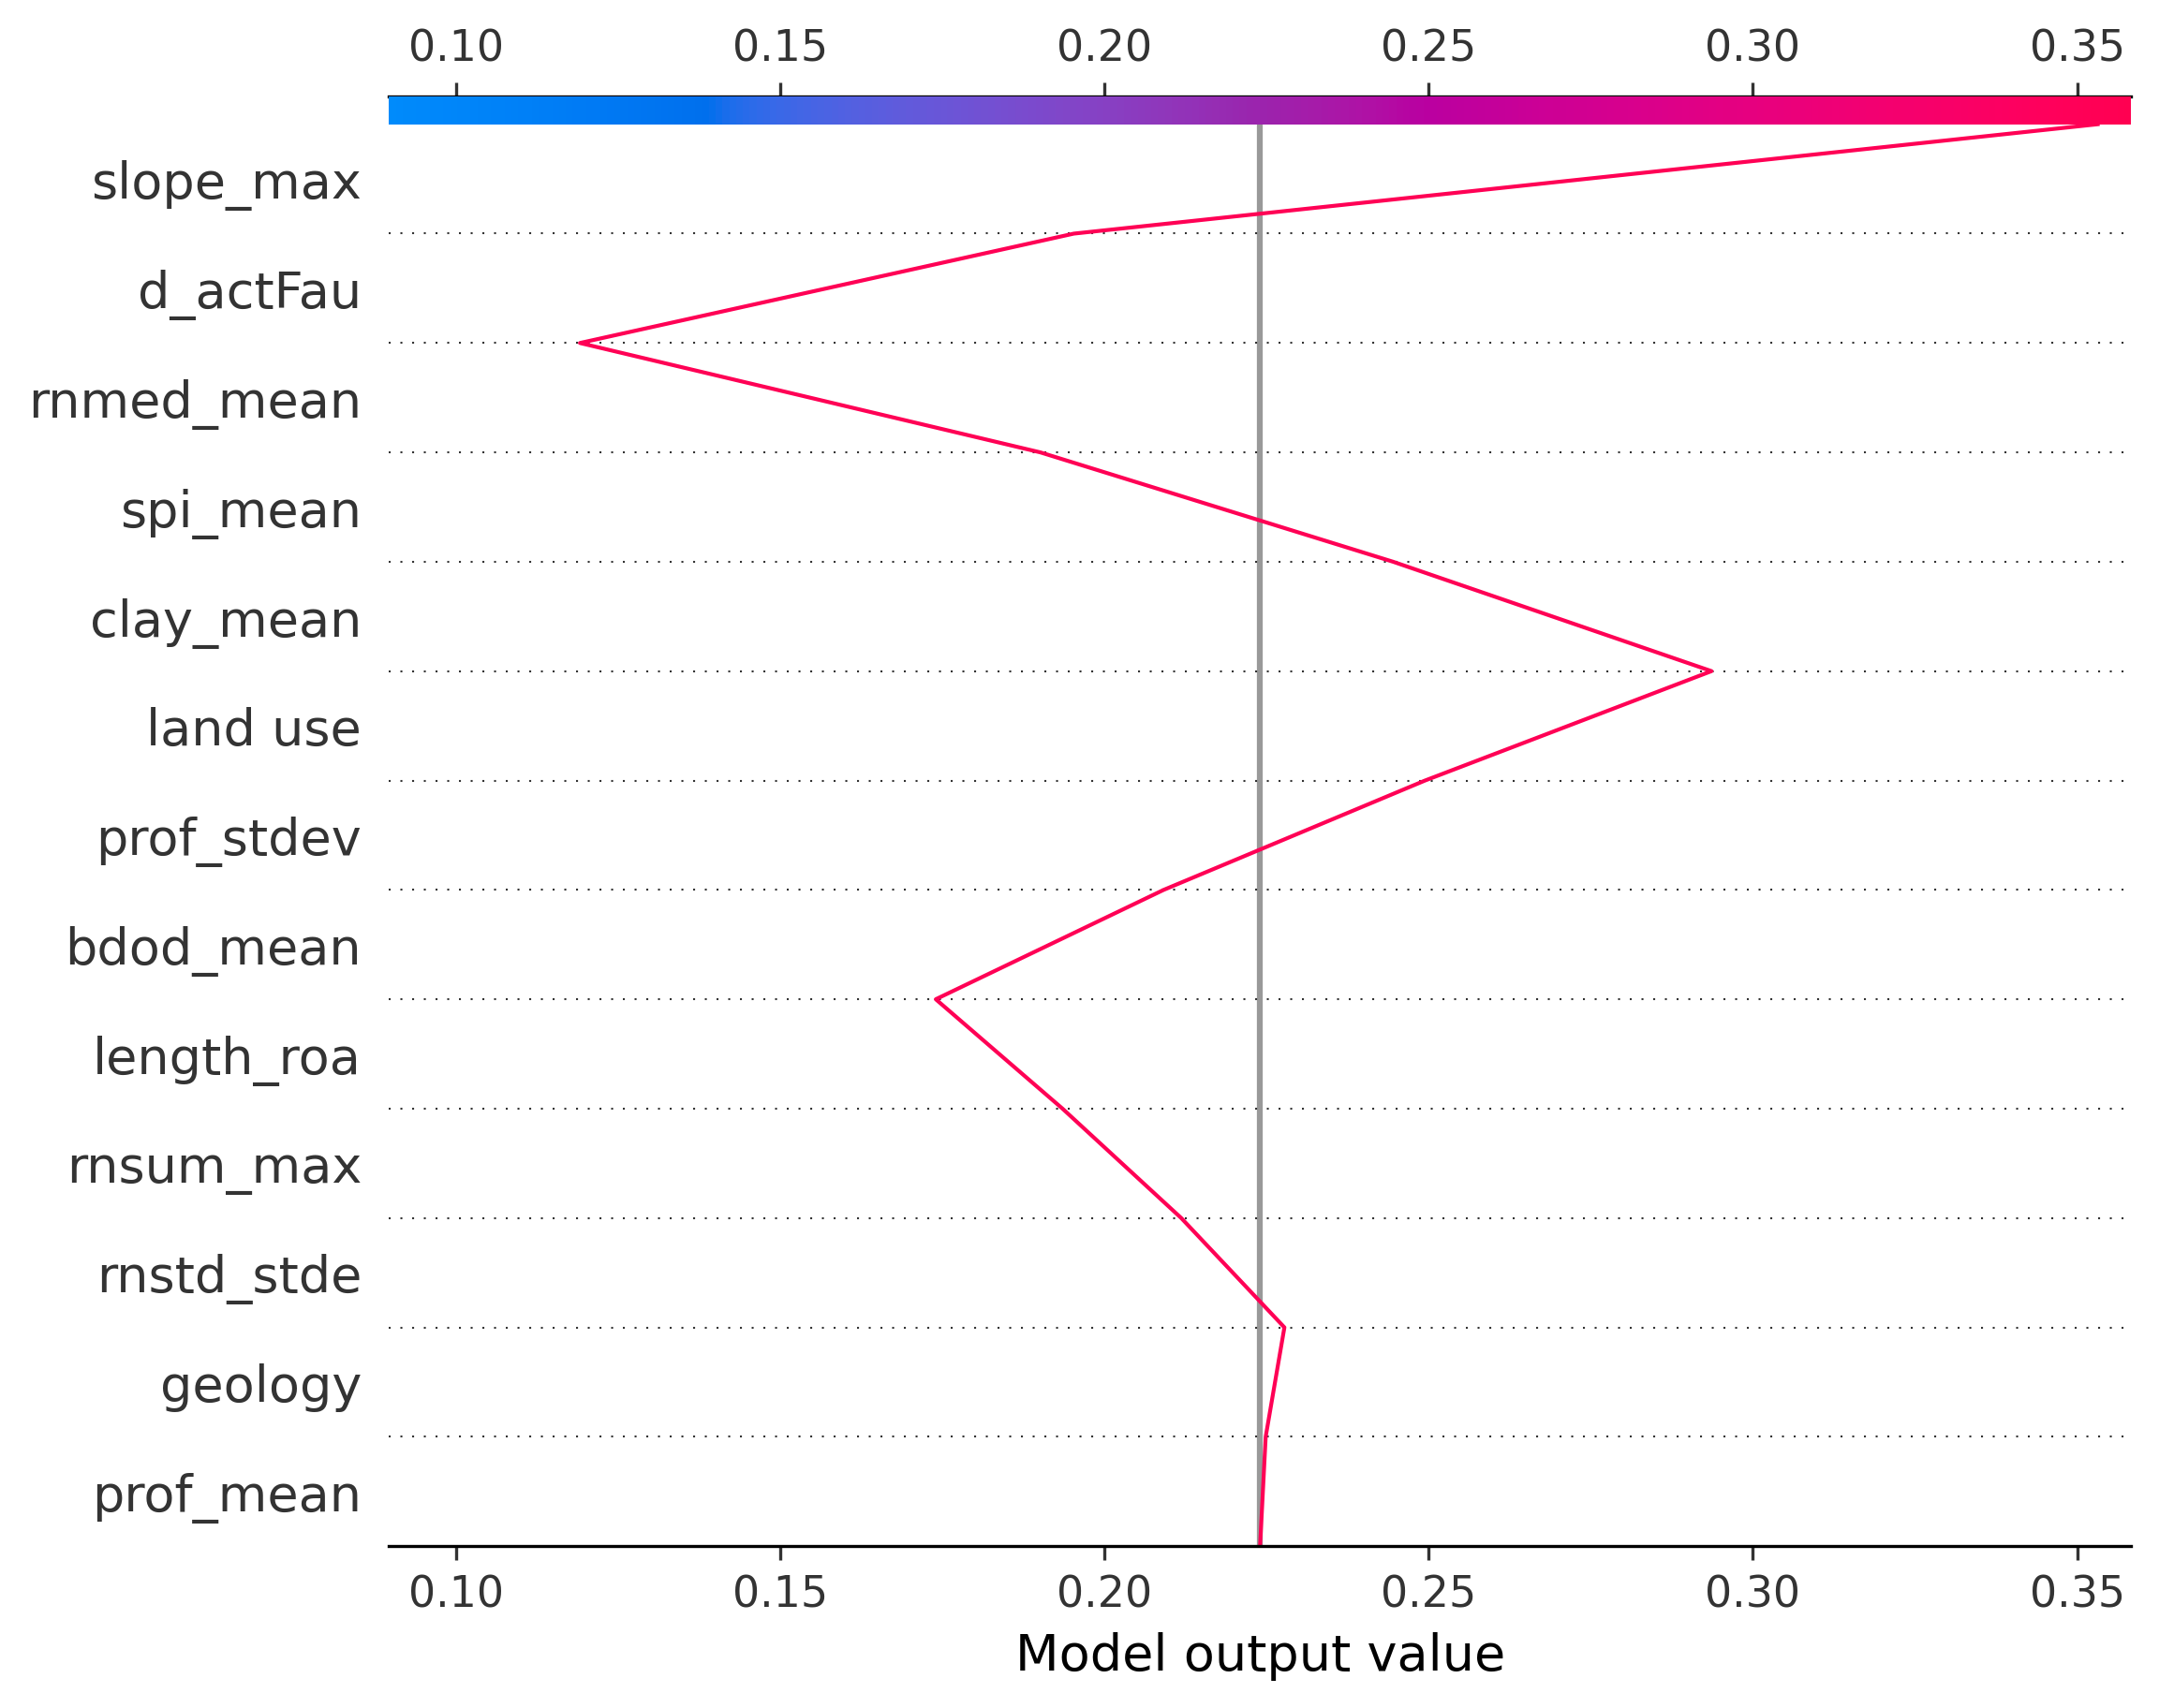 0.10 0.15 0.20 0.25 0.30 0.35
slope_max
d_actFau
rnmed_mean
spi_mean
clay_mean
land use
prof_stdev
bdod_mean
length_roa
rnsum_max
rnstd_stde
geology
prof_mean
0.10 0.15 0.20 0.25 0.30 0.35
Model output value